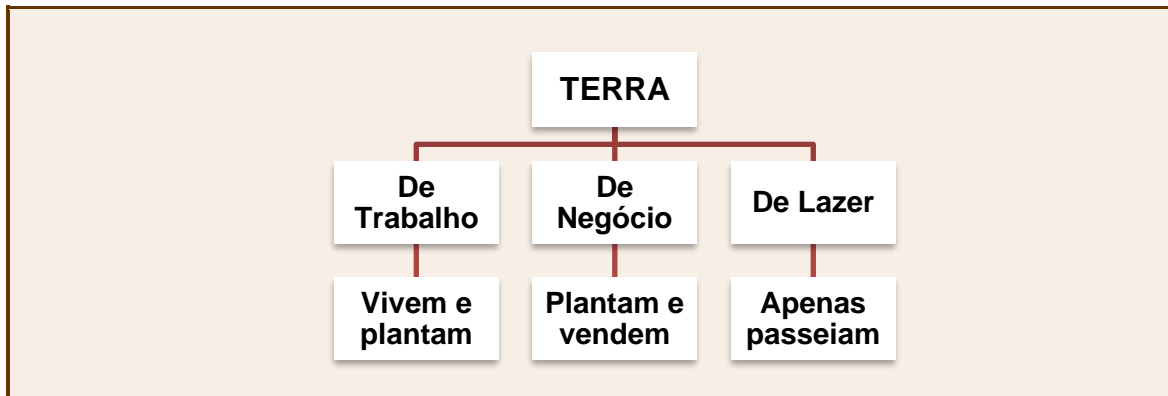 TERRA
De
Trabalho
De
Negócio
De Lazer
Vivem e
plantam
Plantam e
vendem
Apenas
passeiam